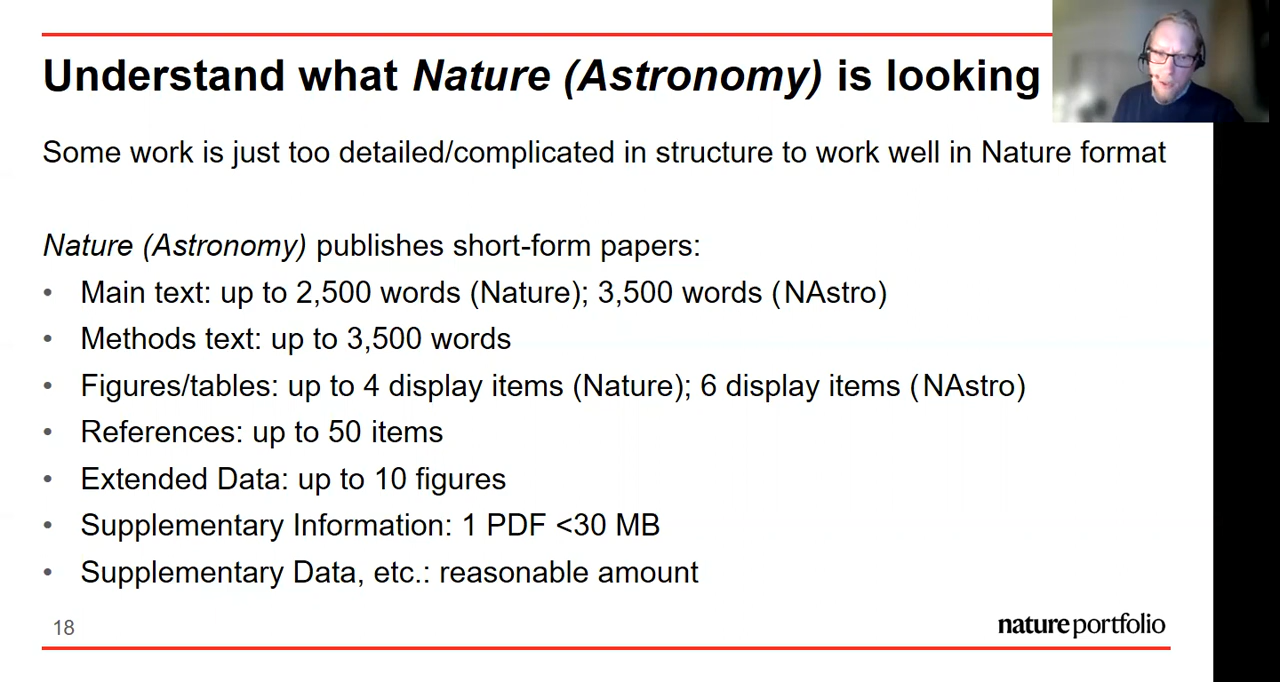 Understand what Nature (Astronomy) is looking
Some work is just too detailed/complicated in structure to work well in Nature format
Nature (Astronomy) publishes short-form papers:
• Main text: up to 2,500 words (Nature); 3,500 words (NAstro)
• Methods text: up to 3,500 words
• Figures/tables: up to 4 display items (Nature); 6 display items (NAstro)
• References: up to 50 items
• Extended Data: up to 10 figures
• Supplementary Information: 1 PDF <30 MB
• Supplementary Data, etc.: reasonable amount
18
nature portfolio